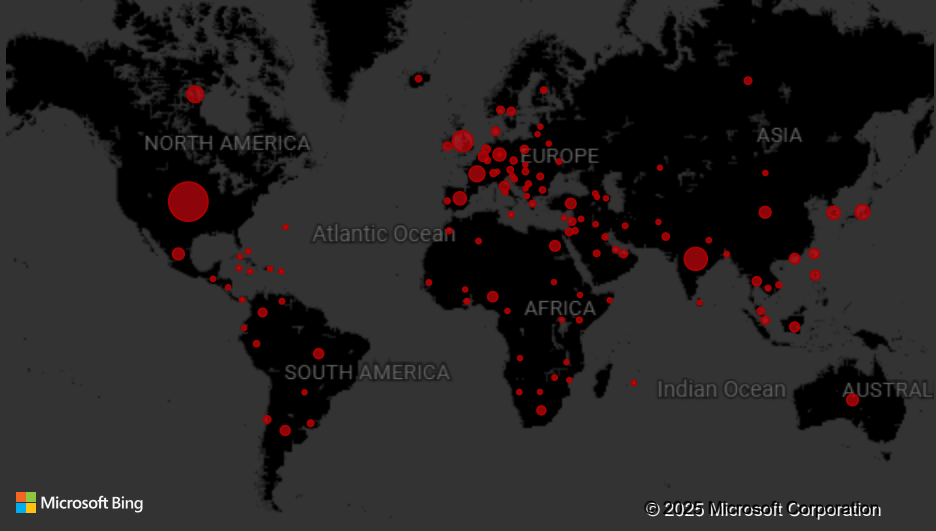 ASIA
NORTH AMERICA
EUROPE
Atlantic Ocean
AFRICA
SOUTH AMERICA
Indian Ocean
AUSTRAL
Microsoft Bing
© 2025 Microsoft Corporation